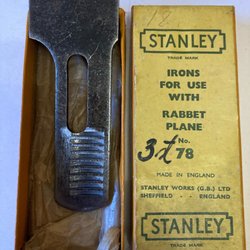 STANLEY
TRADE MARK
IRONS
FOR USE
WITH
RABBET
PLANE
No.
78
MADE IN ENGLAND
STANLEY WORKS (G.B.) LTD
SHEFFIELD - - ENGLAND
STANLEY
TRADE MARK